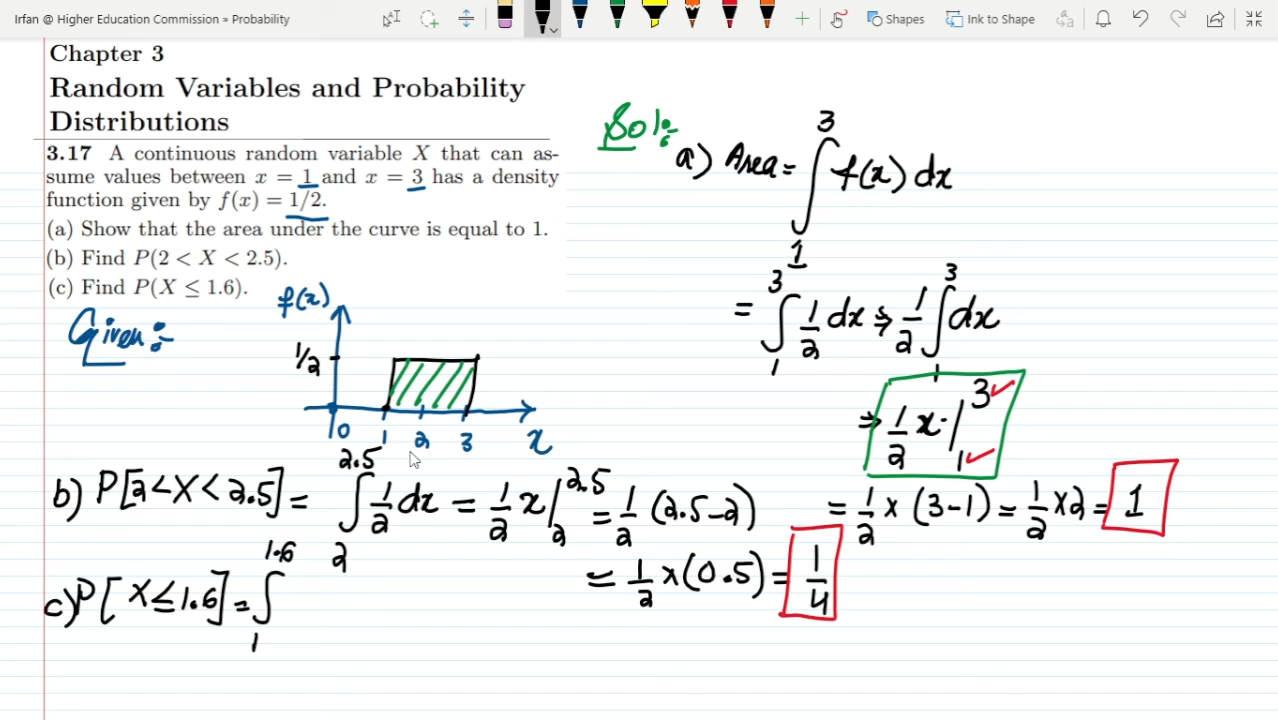 Irfan @ Higher Education Commission » Probability
Shapes
Ink to Shape
Chapter 3
Random Variables and Probability
Distributions
3.17 A continuous random variable X that can as-
sume values between x = 1 and x = 3 has a density
function given by f(x) = 1/2.
(a) Show that the area under the curve is equal to 1.
(b) Find P(2 < X < 2.5).
(c) Find P(X ≤ 1.6).
Given:-
f(x)
1/2
0 1 2 3 x
Sol:-
a) Area = ∫₁³ f(x) dx
= ∫₁³ 1/2 dx ⇒ 1/2 ∫₁³ dx
⇒ 1/2 x · |₁³
= 1/2 × (3-1) = 1/2 × 2 = 1
b) P[2 < X < 2.5] = ∫₂^2.5 1/2 dx = 1/2 x |₂^2.5 = 1/2 (2.5-2)
= 1/2 × (0.5) = 1/4
c) P[X ≤ 1.6] = ∫₁^1.6